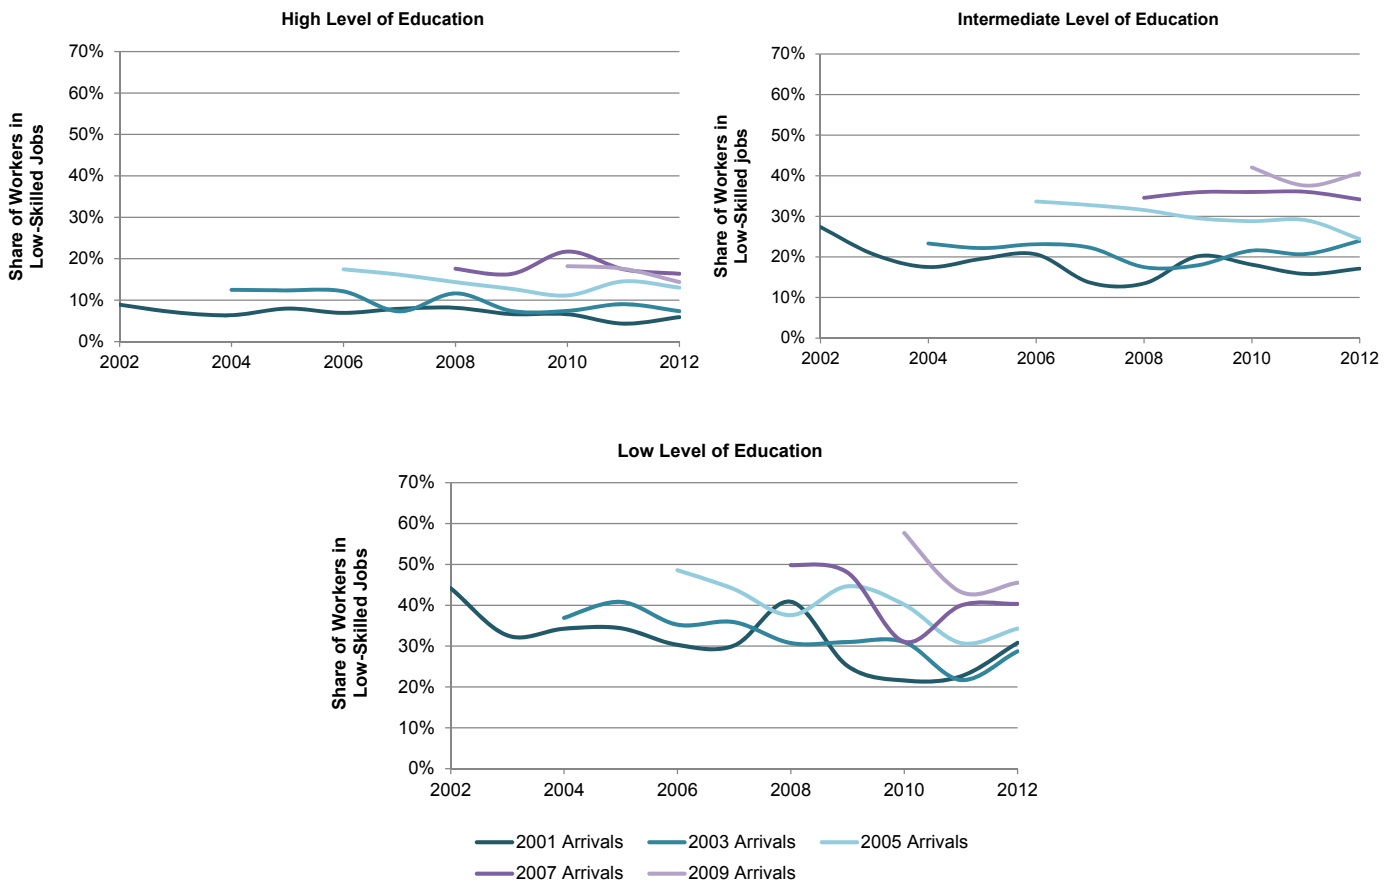 High Level of Education
Share of Workers in
Low-Skilled Jobs
70%
60%
50%
40%
30%
20%
10%
0%
2002 2004 2006 2008 2010 2012
Intermediate Level of Education
Share of Workers in
Low-Skilled jobs
70%
60%
50%
40%
30%
20%
10%
0%
2002 2004 2006 2008 2010 2012
Low Level of Education
Share of Workers in
Low-Skilled Jobs
70%
60%
50%
40%
30%
20%
10%
0%
2002 2004 2006 2008 2010 2012
2001 Arrivals 2003 Arrivals 2005 Arrivals
2007 Arrivals 2009 Arrivals